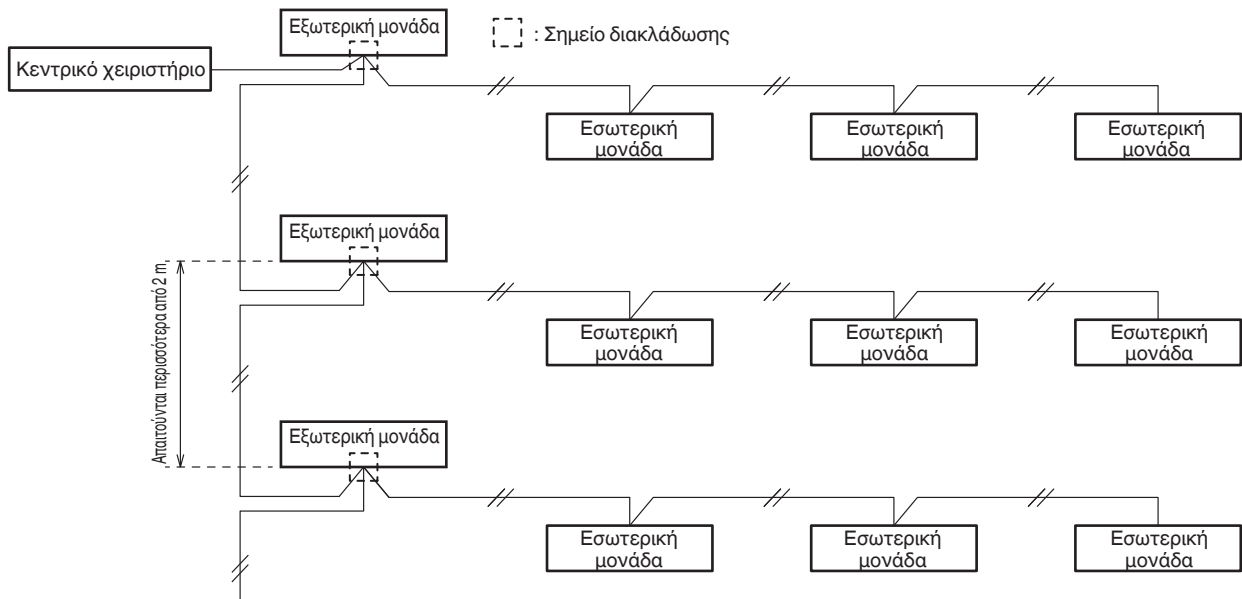 Εξωτερική μονάδα
: Σημείο διακλάδωσης
Κεντρικό χειριστήριο
Εσωτερική
μονάδα
Εσωτερική
μονάδα
Εσωτερική
μονάδα
Εξωτερική μονάδα
Απαιτούνται περισσότερα από 2 m
Εσωτερική
μονάδα
Εσωτερική
μονάδα
Εσωτερική
μονάδα
Εξωτερική μονάδα
Εσωτερική
μονάδα
Εσωτερική
μονάδα
Εσωτερική
μονάδα